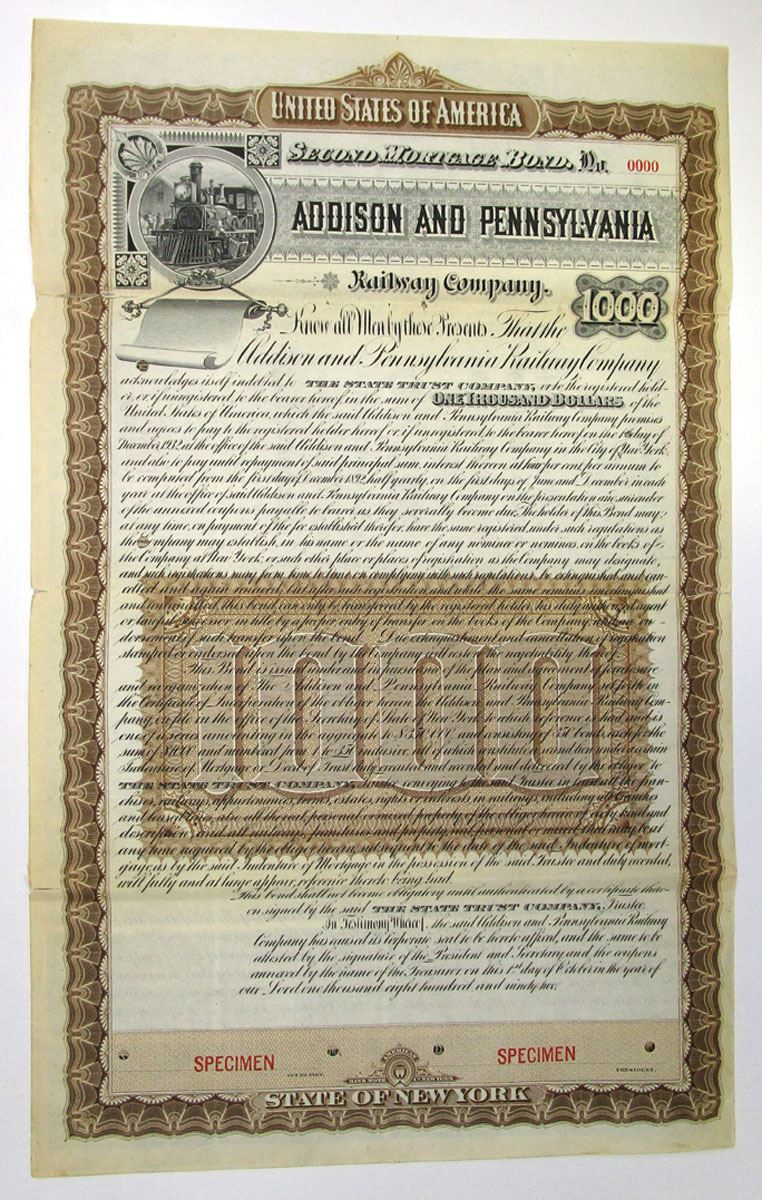 UNITED STATES OF AMERICA
SECOND MORTGAGE BOND. No. 0000
ADDISON AND PENNSYLVANIA
Railway Company.
1000
Know all Men by these Presents, That the
Addison and Pennsylvania Railway Company
acknowledges itself indebted to THE STATE TRUST COMPANY, or to the registered hold-
er, or, if unregistered to the bearer hereof in the sum of ONE THOUSAND DOLLARS of the
United States of America, which the said Addison and Pennsylvania Railway Company promises
and agrees to pay to the registered holder hereof or if unregistered to the bearer hereof on the 1st day of
December 1932 at the office of the said Addison and Pennsylvania Railway Company in the City of New York
and also to pay until repayment of said principal sum, interest thereon at four per cent, per annum to
be computed from the first day of December 1892, half yearly, on the first days of June and December in each
year at the office of said Addison and Pennsylvania Railway Company on the presentation and surrender
of the annexed coupons payable to bearer as they severally become due. The holder of this Bond may
at any time, on payment of the fee established therefor, have the same registered, under such regulations as
the Company may establish, in his name or the name of any nominee or nominees, on the books of
the Company at New York, or such other place or places of registration as the Company may designate,
and such registrations may from time to time on complying with such regulations, be extinguished and can-
celled and again renewed, but after such registration, and while the same remains unextinguished
and uncancelled, this bond can only be transferred by the registered holder, his duly authorized agent
or lawful successor in title by a proper entry of transfer on the books of the Company and an en-
dorsement of such transfer upon the bond. Due extinguishment and cancellation of registration
stamped or endorsed upon the bond by the Company will restore the negotiability thereof.
This Bond is issued under and in pursuance of the plan and agreement of foreclosure
and reorganization of The Addison and Pennsylvania Railway Company set forth in
the Certificate of Incorporation of the obligor herein, the Addison and Pennsylvania Railway Com-
pany, on file in the office of the Secretary of State of New York to which reference is had and is
one of a series amounting in the aggregate to $350,000, and consisting of 350 bonds each for the
sum of $1000 and numbered from 1 to 350 inclusive, all of which constitute a second lien under a certain
Indenture of Mortgage or Deed of Trust duly executed and delivered by the obligor to
THE STATE TRUST COMPANY, Trustee conveying to the said Trustee in trust all the fran-
chises, railways, appurtenances, terms, estates, rights or interests in railways, including all branches
and leased lines, also all the real, personal or mixed property of the obligor herein of every kind and
description and all railways, franchises and property, real, personal or mixed that may be at
any time acquired by the obligor herein, subsequent to the date of the said Indenture of mort-
gage, as by the said Indenture of Mortgage in the possession of the said Trustee and duly recorded,
will fully and at large appear, reference thereto being had.
This bond shall not become obligatory until authenticated by a certificate there-
on signed by the said THE STATE TRUST COMPANY, Trustee.
In Testimony Whereof, the said Addison and Pennsylvania Railway
Company has caused its corporate seal to be hereto affixed, and the same to be
attested by the signature of the President and Secretary and the coupons
annexed by the name of the Treasurer on this 1st day of October in the year of
our Lord one thousand eight hundred and ninety two.
SPECIMEN SPECIMEN
SECRETARY. PRESIDENT.
AMERICAN
BANK NOTE CO. NEW YORK
STATE OF NEW YORK